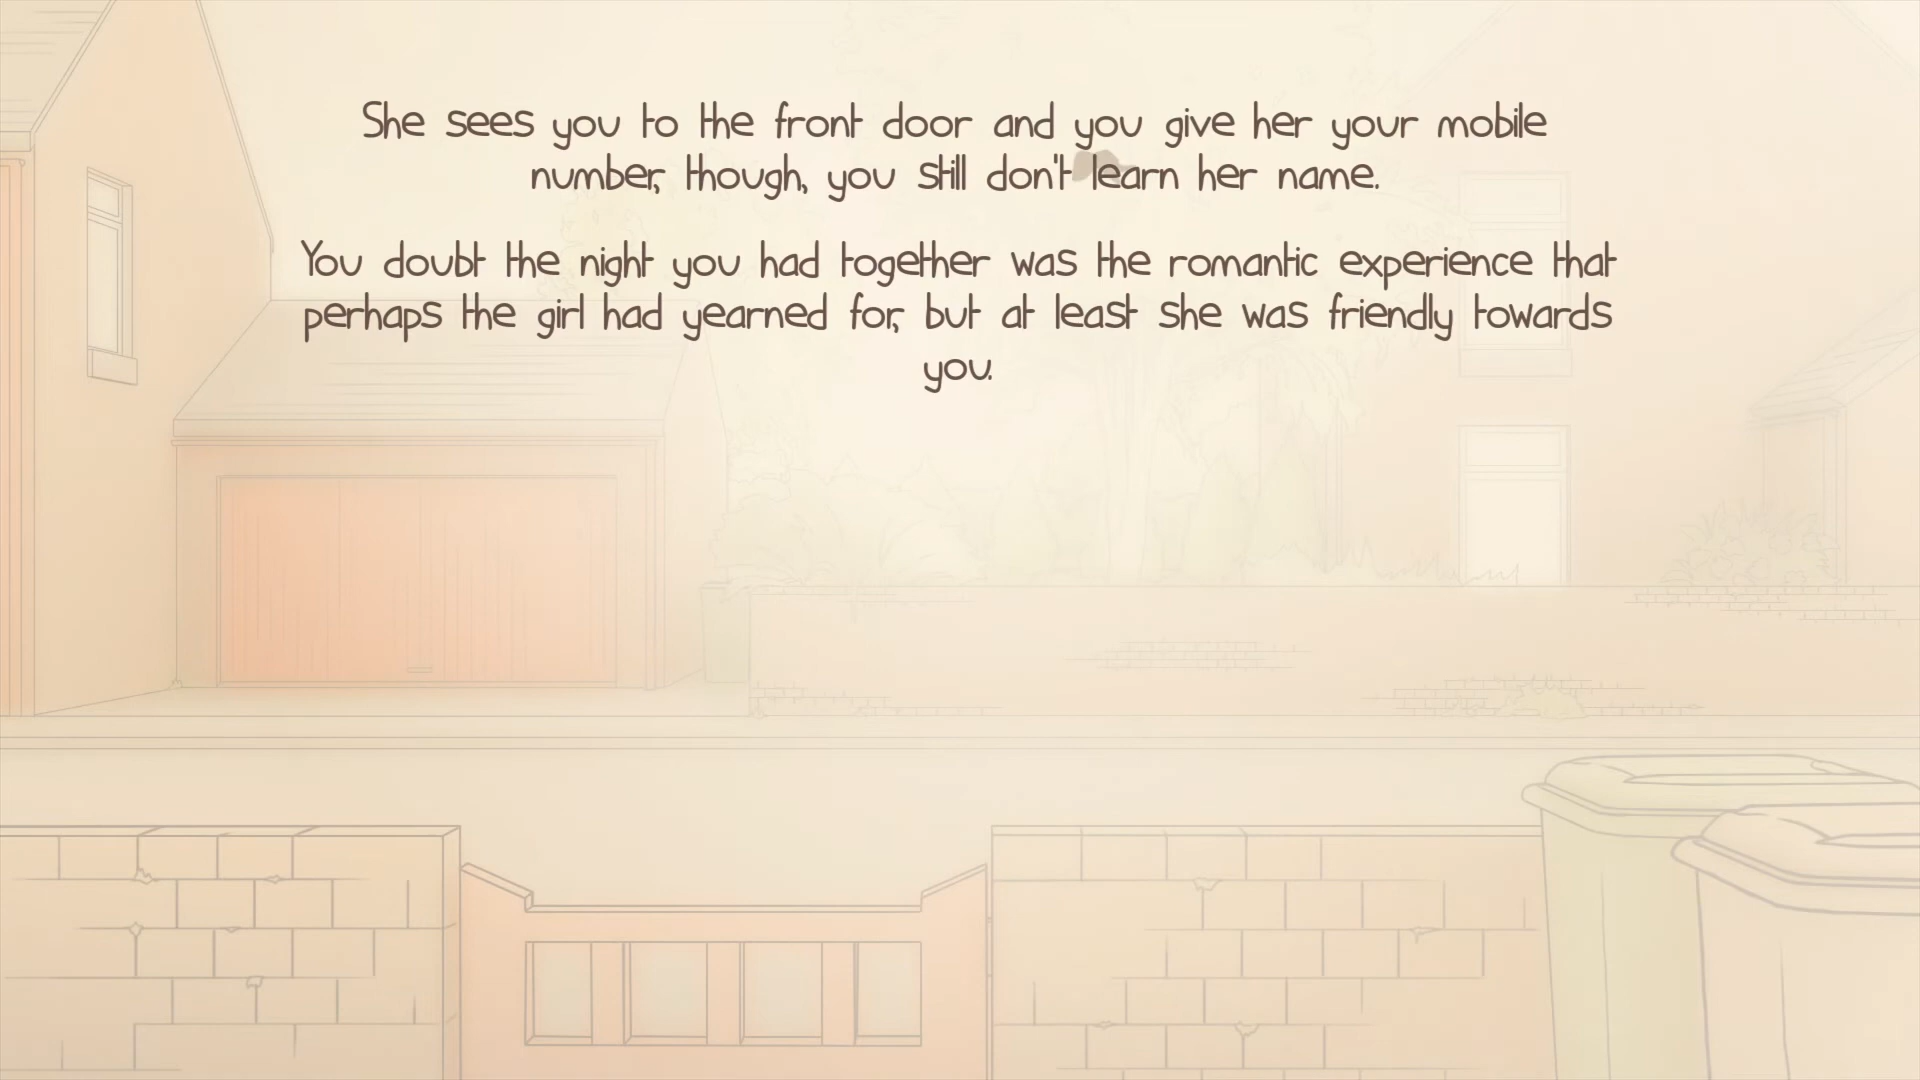 She sees you to the front door and you give her your mobile
number, though, you still don't learn her name.
You doubt the night you had together was the romantic experience that
perhaps the girl had yearned for, but at least she was friendly towards
you.